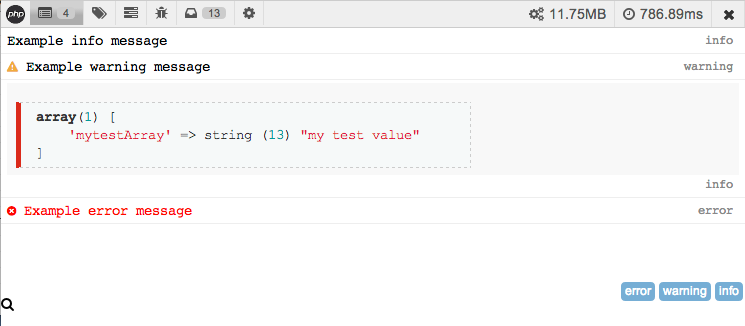 php 4 13 11.75MB 786.89ms
Example info message info
Example warning message warning
array(1) [
'mytestArray' => string (13) "my test value"
]
info
Example error message error
error warning info